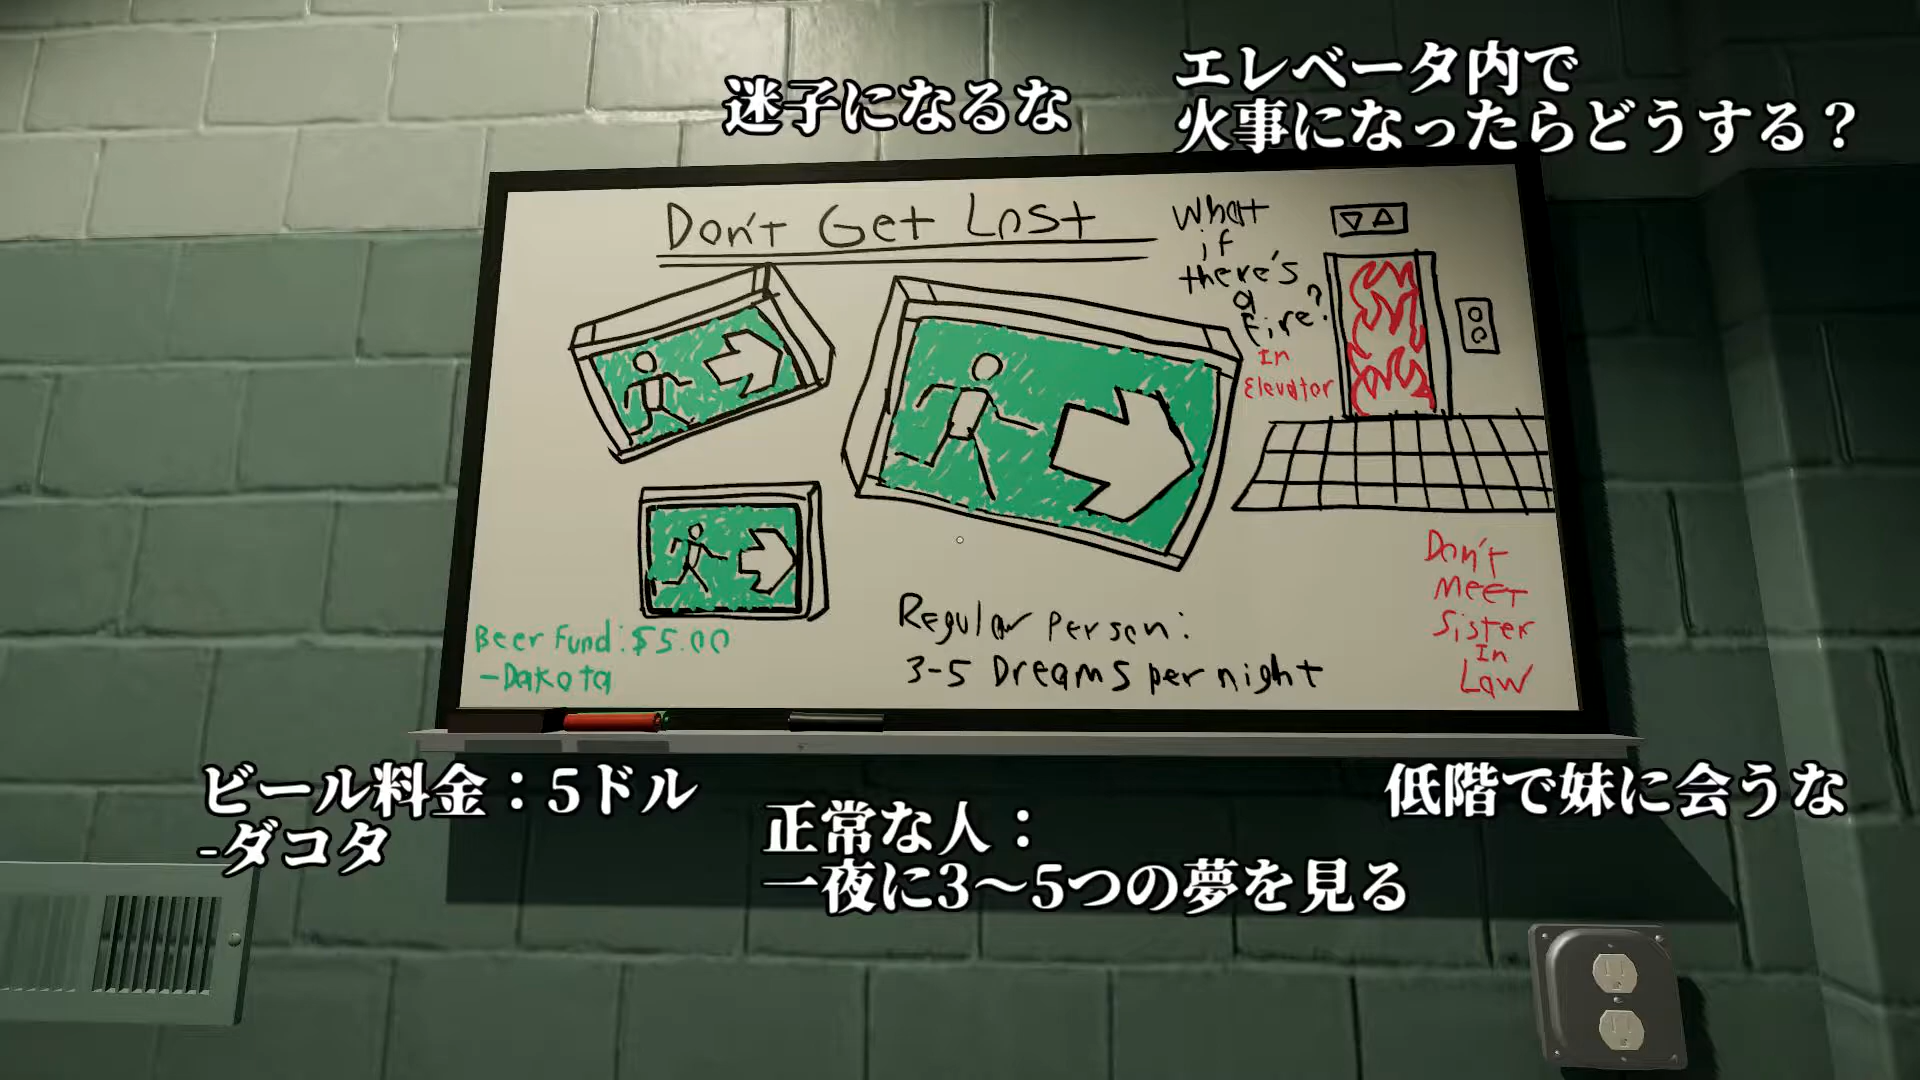 迷子になるな
エレベータ内で
火事になったらどうする？
Don't Get Lost
What
if
there's
a
Fire?
In
Elevator
Don't
Meet
Sister
In
Law
Beer Fund: $5.00
-Dakota
Regular person:
3-5 Dreams per night
ビール料金：5ドル
-ダコタ
正常な人：
一夜に3～5つの夢を見る
低階で妹に会うな